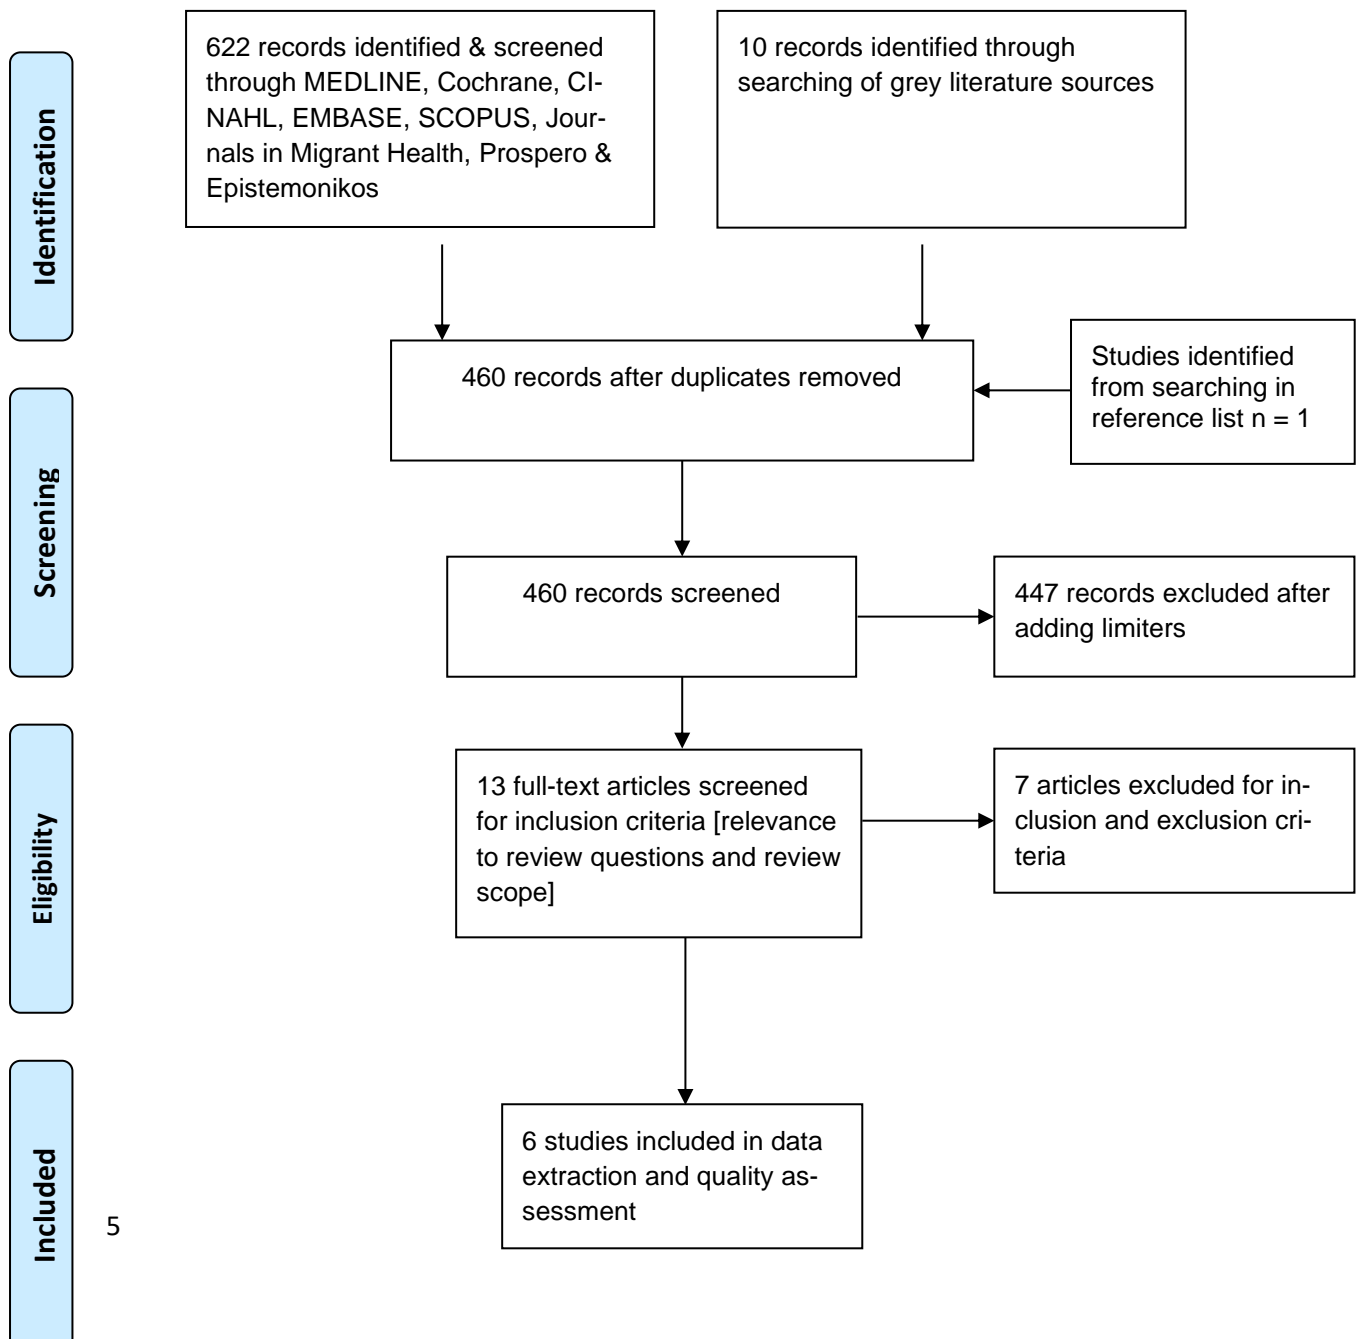 622 records identified & screened
through MEDLINE, Cochrane, CI-
NAHL, EMBASE, SCOPUS, Jour-
nals in Migrant Health, Prospero &
Epistemonikos
10 records identified through
searching of grey literature sources
Identification
460 records after duplicates removed
Studies identified
from searching in
reference list n = 1
Screening
460 records screened
447 records excluded after
adding limiters
Eligibility
13 full-text articles screened
for inclusion criteria [relevance
to review questions and review
scope]
7 articles excluded for in-
clusion and exclusion cri-
teria
Included
6 studies included in data
extraction and quality as-
sessment
5